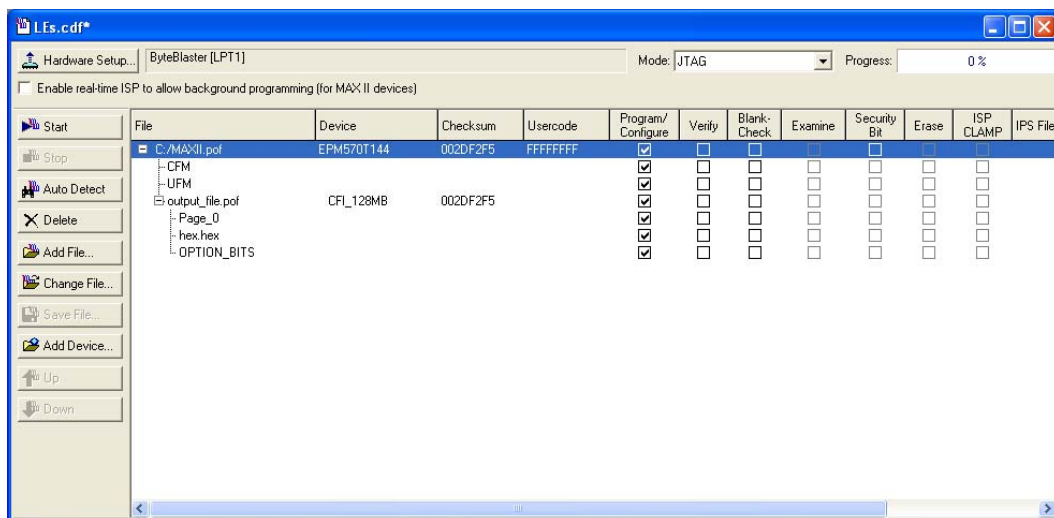 LEs.cdf*
Hardware Setup... ByteBlaster [LPT1] Mode: JTAG Progress: 0 %
Enable real-time ISP to allow background programming (for MAX II devices)
Start
Stop
Auto Detect
Delete
Add File...
Change File...
Save File...
Add Device...
Up
Down
File Device Checksum Usercode Program/ Configure Verify Blank- Check Examine Security Bit Erase ISP CLAMP IPS File
C:/MAXII.pof EPM570T144 002DF2F5 FFFFFFFF
CFM
UFM
output_file.pof CFI_128MB 002DF2F5
Page_0
hex.hex
OPTION_BITS